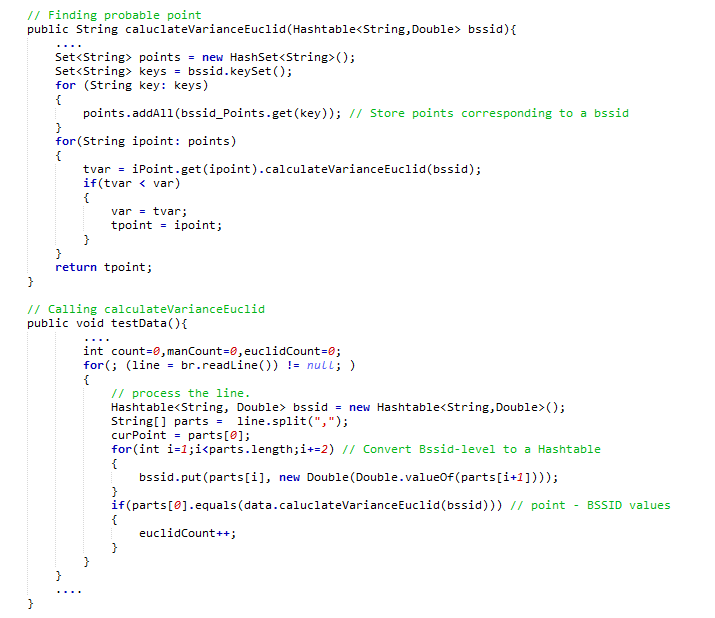 // Finding probable point
public String caluclateVarianceEuclid(Hashtable<String,Double> bssid){
....
Set<String> points = new HashSet<String>();
Set<String> keys = bssid.keySet();
for (String key: keys)
{
points.addAll(bssid_Points.get(key)); // Store points corresponding to a bssid
}
for(String ipoint: points)
{
tvar = iPoint.get(ipoint).calculateVarianceEuclid(bssid);
if(tvar < var)
{
var = tvar;
tpoint = ipoint;
}
}
return tpoint;
}
// Calling calculateVarianceEuclid
public void testData(){
....
int count=0,manCount=0,euclidCount=0;
for(; (line = br.readLine()) != null; )
{
// process the line.
Hashtable<String, Double> bssid = new Hashtable<String,Double>();
String[] parts =  line.split(",");
curPoint = parts[0];
for(int i=1;i<parts.length;i+=2) // Convert Bssid-level to a Hashtable
{
bssid.put(parts[i], new Double(Double.valueOf(parts[i+1])));
}
if(parts[0].equals(data.caluclateVarianceEuclid(bssid))) // point - BSSID values
{
euclidCount++;
}
}
}
....
}